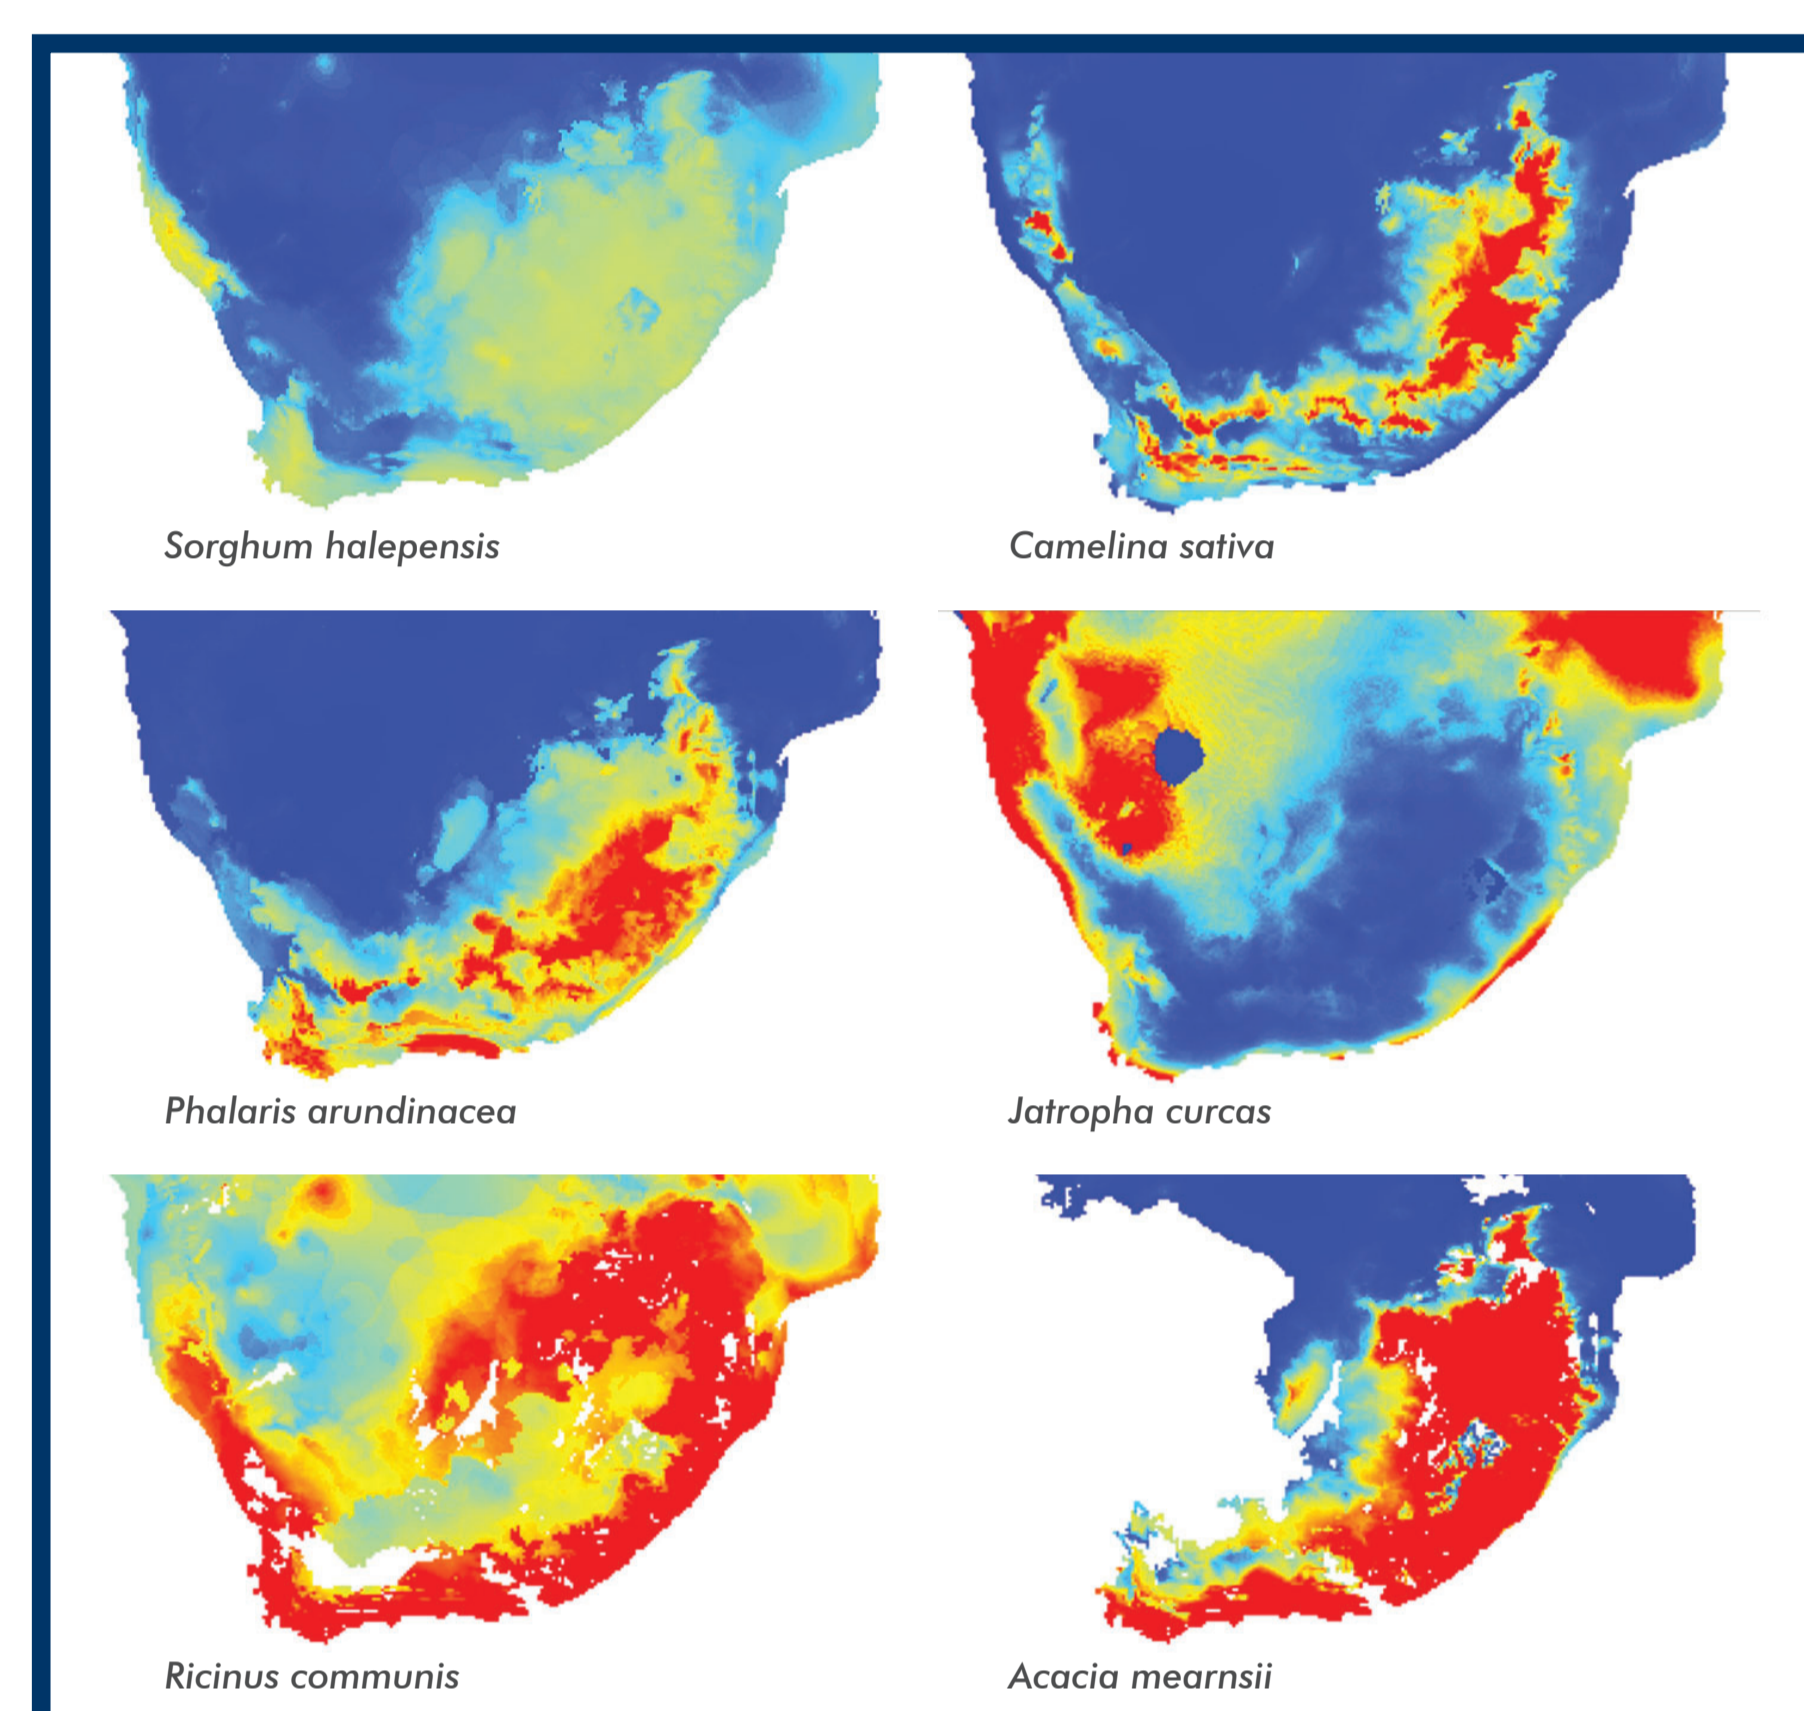 Sorghum halepensis
Camelina sativa
Phalaris arundinacea
Jatropha curcas
Ricinus communis
Acacia mearnsii